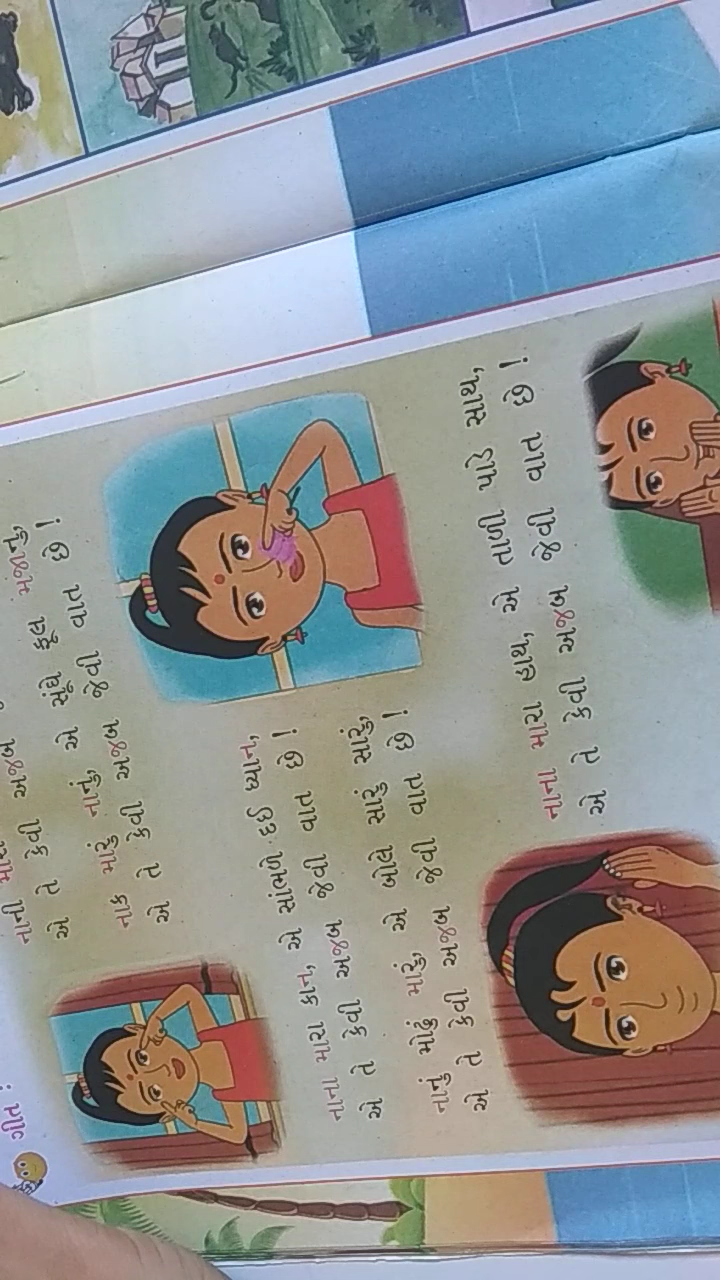 ગીત :
નાની મારી
એ તે કેવી અજબ
નાક મારું નાનું, એ સૂંઘે ફૂલ મજાનું,
એ તે કેવી અજબ જેવી વાત છે !
નાના મારા કાન, એ સાંભળે દઈ ધ્યાન,
એ તે કેવી અજબ જેવી વાત છે !
નાનું મોઢું મારું, એ બોલે સારું સારું,
એ તે કેવી અજબ જેવી વાત છે !
નાના મારા હાથ, એ તાળી પાડે સાથ,
એ તે કેવી અજબ જેવી વાત છે !